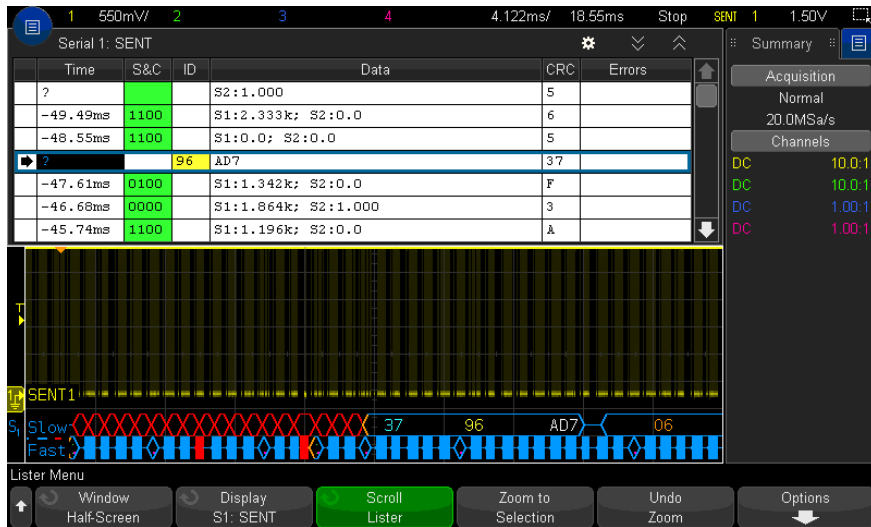 1 550mV/ 2 3 4 4.122ms/ 18.55ms Stop SENT 1 1.50V
Serial 1: SENT
Summary
Time S&C ID Data CRC Errors
? S2:1.000 5
-49.49ms 1100 S1:2.333k; S2:0.0 6
-48.55ms 1100 S1:0.0; S2:0.0 5
? 96 AD7 37
-47.61ms 0100 S1:1.342k; S2:0.0 F
-46.68ms 0000 S1:1.864k; S2:1.000 3
-45.74ms 1100 S1:1.196k; S2:0.0 A
Acquisition
Normal
20.0MSa/s
Channels
DC 10.0:1
DC 10.0:1
DC 1.00:1
DC 1.00:1
T
SENT1
S1 Slow 37 96 AD7 06
Fast
Lister Menu
Window
Half-Screen
Display
S1: SENT
Scroll
Lister
Zoom to
Selection
Undo
Zoom
Options